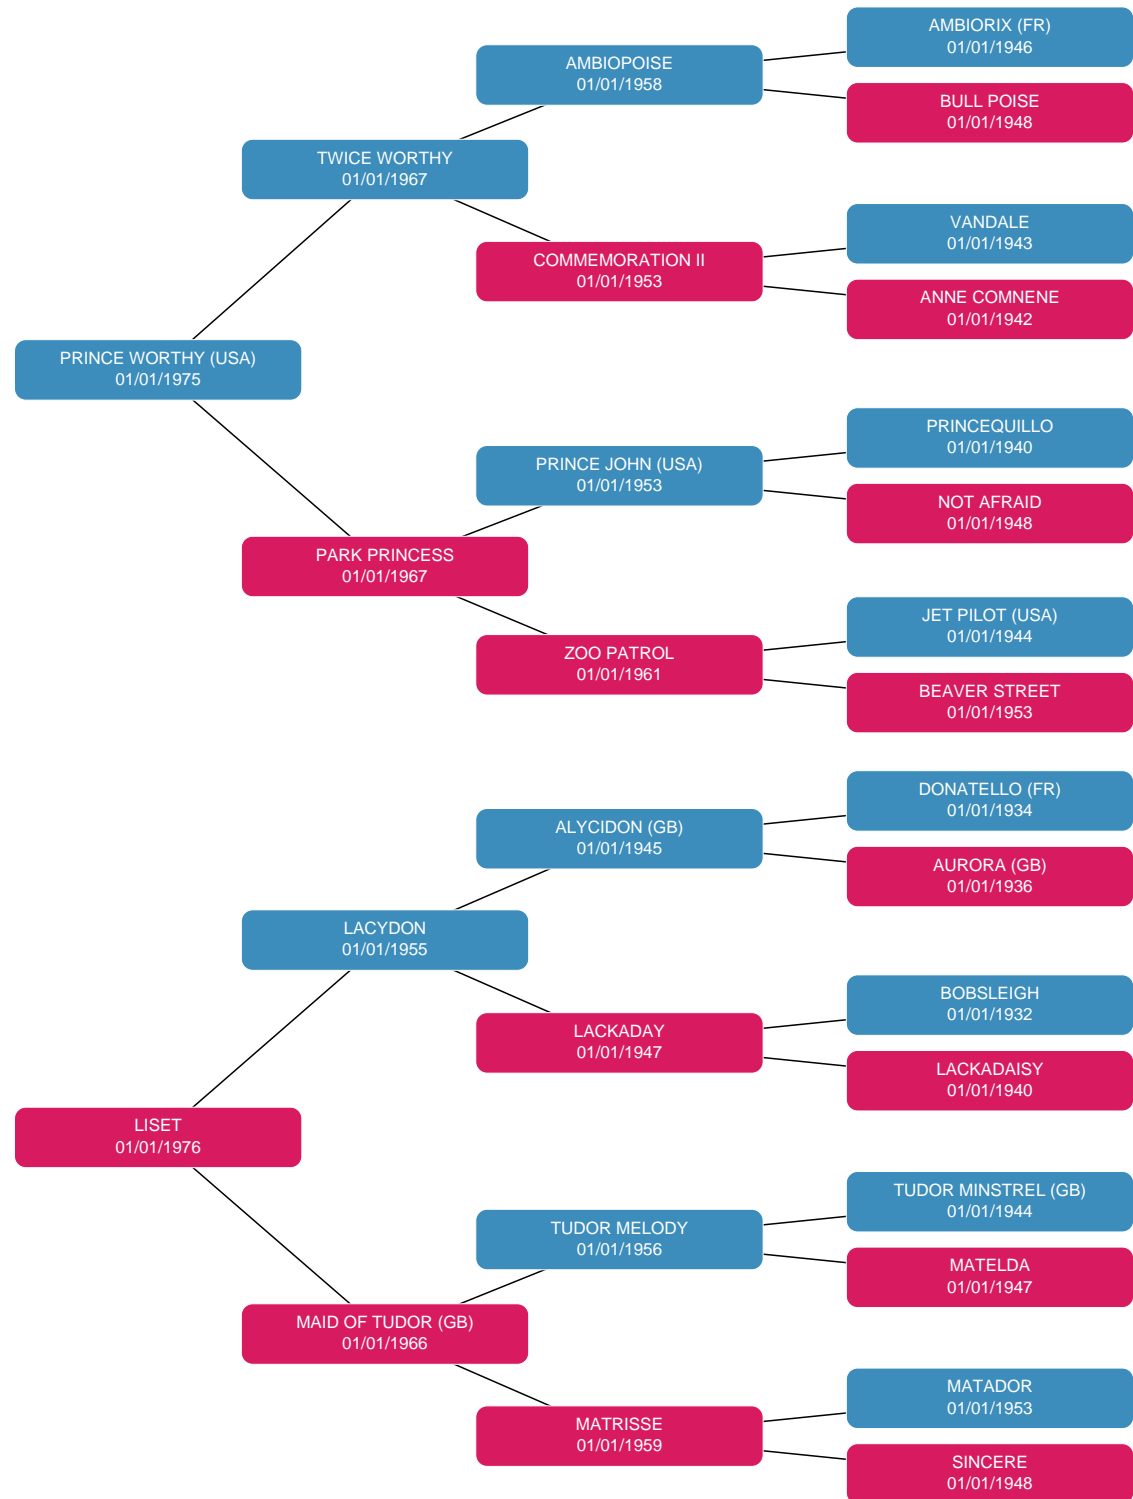 AMBIORIX (FR)
01/01/1946
AMBIOPOISE
01/01/1958
BULL POISE
01/01/1948
TWICE WORTHY
01/01/1967
VANDALE
01/01/1943
COMMEMORATION II
01/01/1953
ANNE COMNENE
01/01/1942
PRINCE WORTHY (USA)
01/01/1975
PRINCEQUILLO
01/01/1940
PRINCE JOHN (USA)
01/01/1953
NOT AFRAID
01/01/1948
PARK PRINCESS
01/01/1967
JET PILOT (USA)
01/01/1944
ZOO PATROL
01/01/1961
BEAVER STREET
01/01/1953
DONATELLO (FR)
01/01/1934
ALYCIDON (GB)
01/01/1945
AURORA (GB)
01/01/1936
LACYDON
01/01/1955
BOBSLEIGH
01/01/1932
LACKADAY
01/01/1947
LACKADAISY
01/01/1940
LISET
01/01/1976
TUDOR MINSTREL (GB)
01/01/1944
TUDOR MELODY
01/01/1956
MATELDA
01/01/1947
MAID OF TUDOR (GB)
01/01/1966
MATADOR
01/01/1953
MATRISSE
01/01/1959
SINCERE
01/01/1948